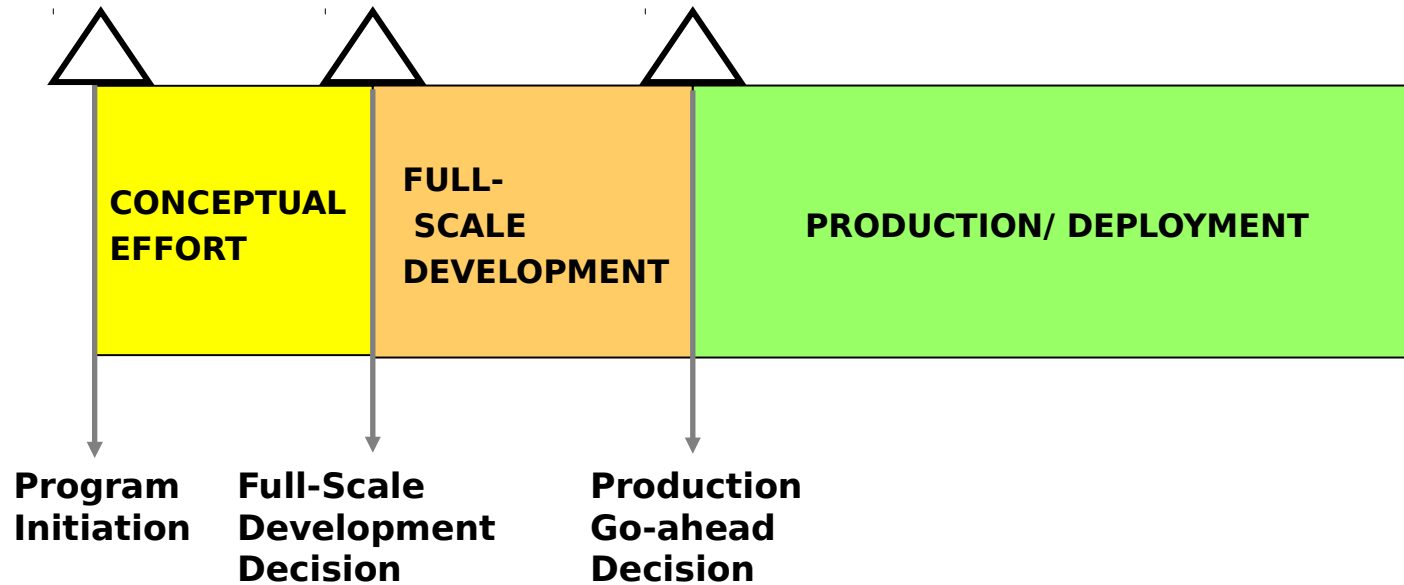 CONCEPTUAL
EFFORT
FULL-
SCALE
DEVELOPMENT
PRODUCTION/ DEPLOYMENT
Program
Initiation
Full-Scale
Development
Decision
Production
Go-ahead
Decision